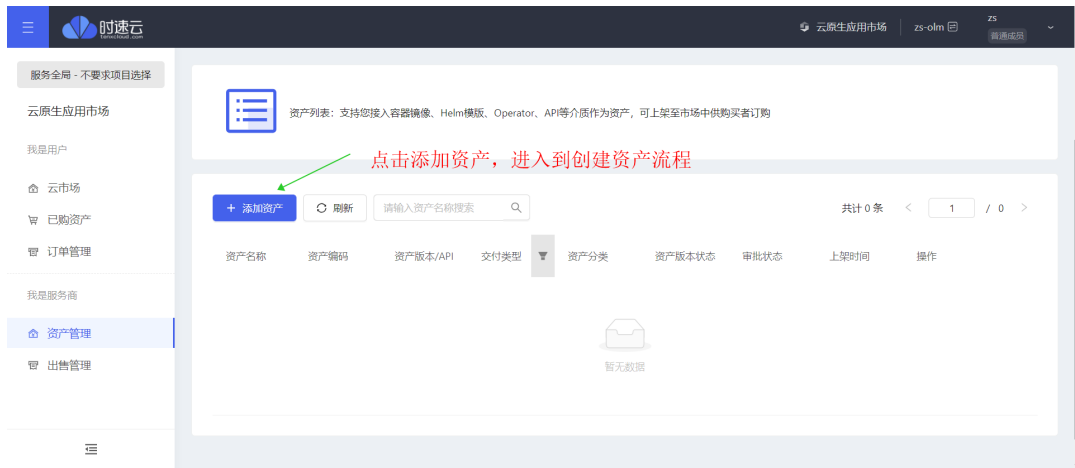 时速云
tenxcloud.com
云原生应用市场
zs-olm
zs
普通成员
服务全局 - 不要求项目选择
云原生应用市场
我是用户
云市场
已购资产
订单管理
我是服务商
资产管理
出售管理
资产列表：支持您接入容器镜像、Helm模版、Operator、API等介质作为资产，可上架至市场中供购买者订购
点击添加资产，进入到创建资产流程
+ 添加资产
刷新
请输入资产名称搜索
共计 0 条
< 1 / 0 >
资产名称 资产编码 资产版本/API 交付类型 资产分类 资产版本状态 审批状态 上架时间 操作
暂无数据